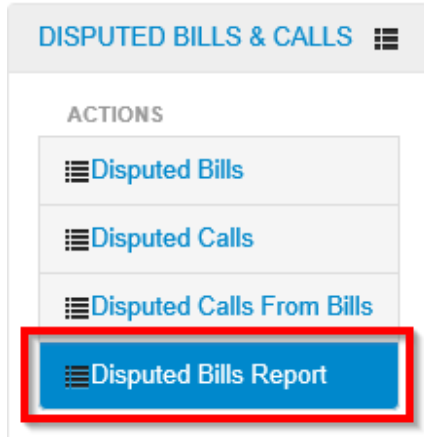 DISPUTED BILLS & CALLS
ACTIONS
Disputed Bills
Disputed Calls
Disputed Calls From Bills
Disputed Bills Report